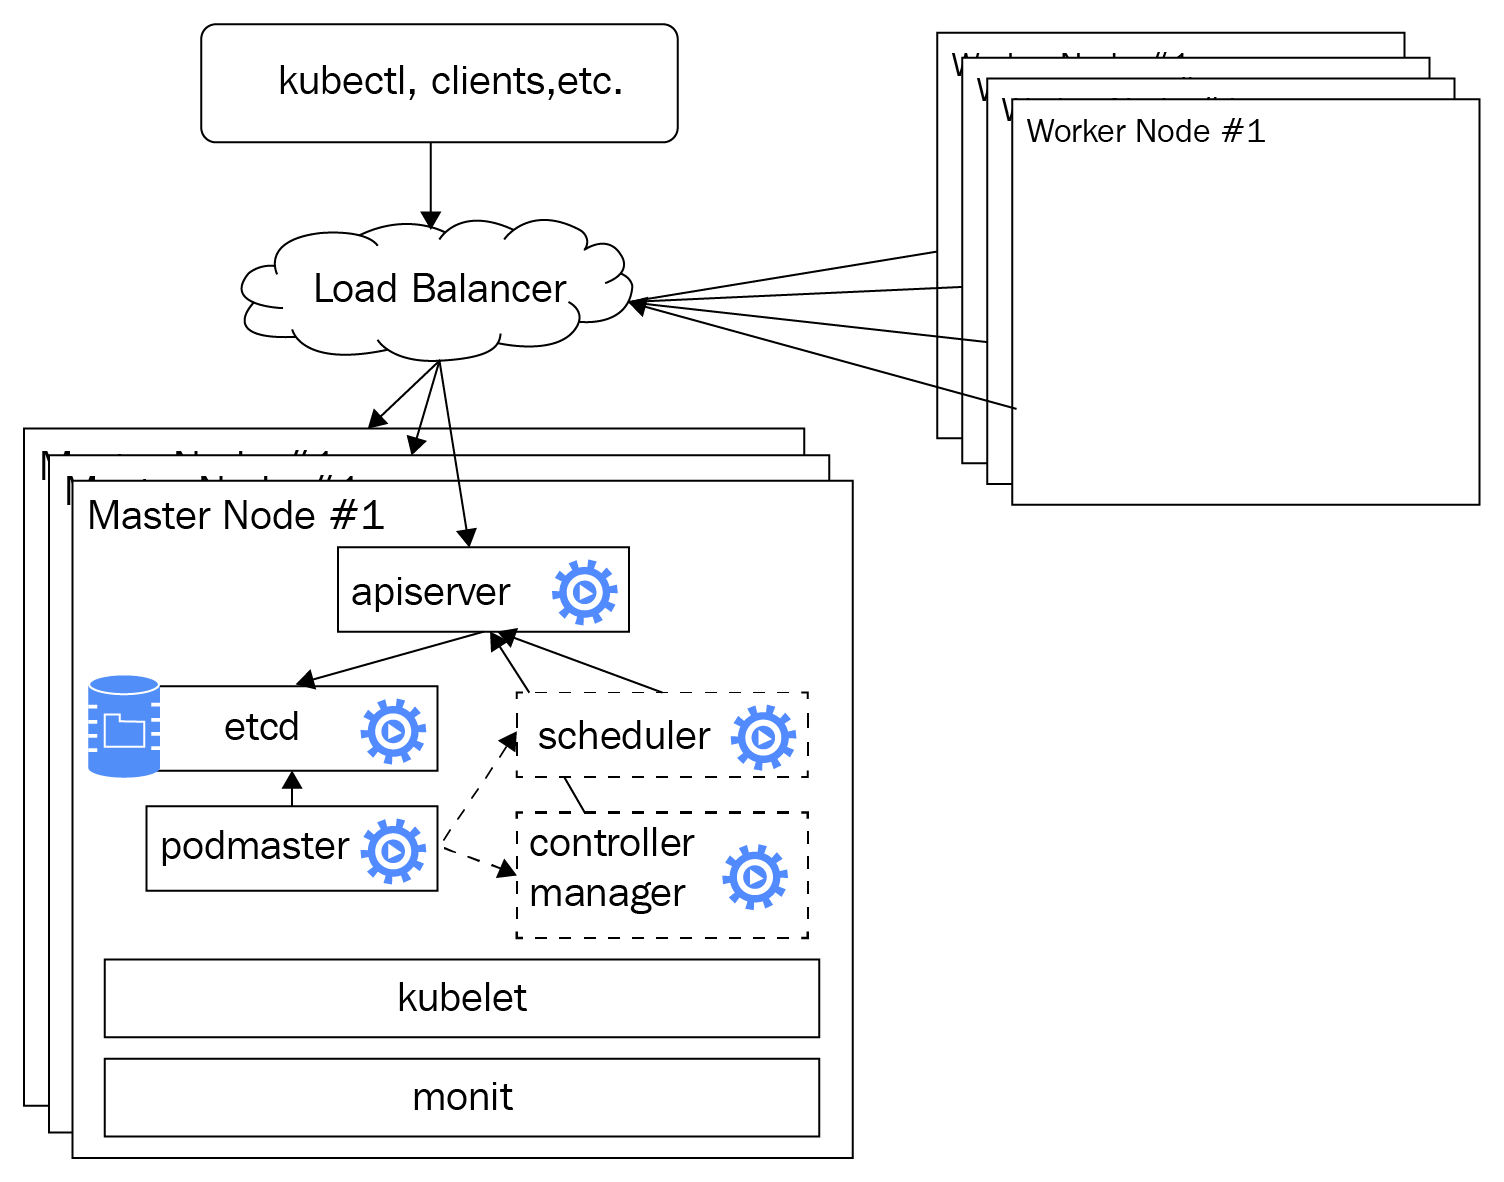 kubectl, clients,etc.
Worker Node #1
Load Balancer
Master Node #1
apiserver
etcd
scheduler
podmaster
controller
manager
kubelet
monit